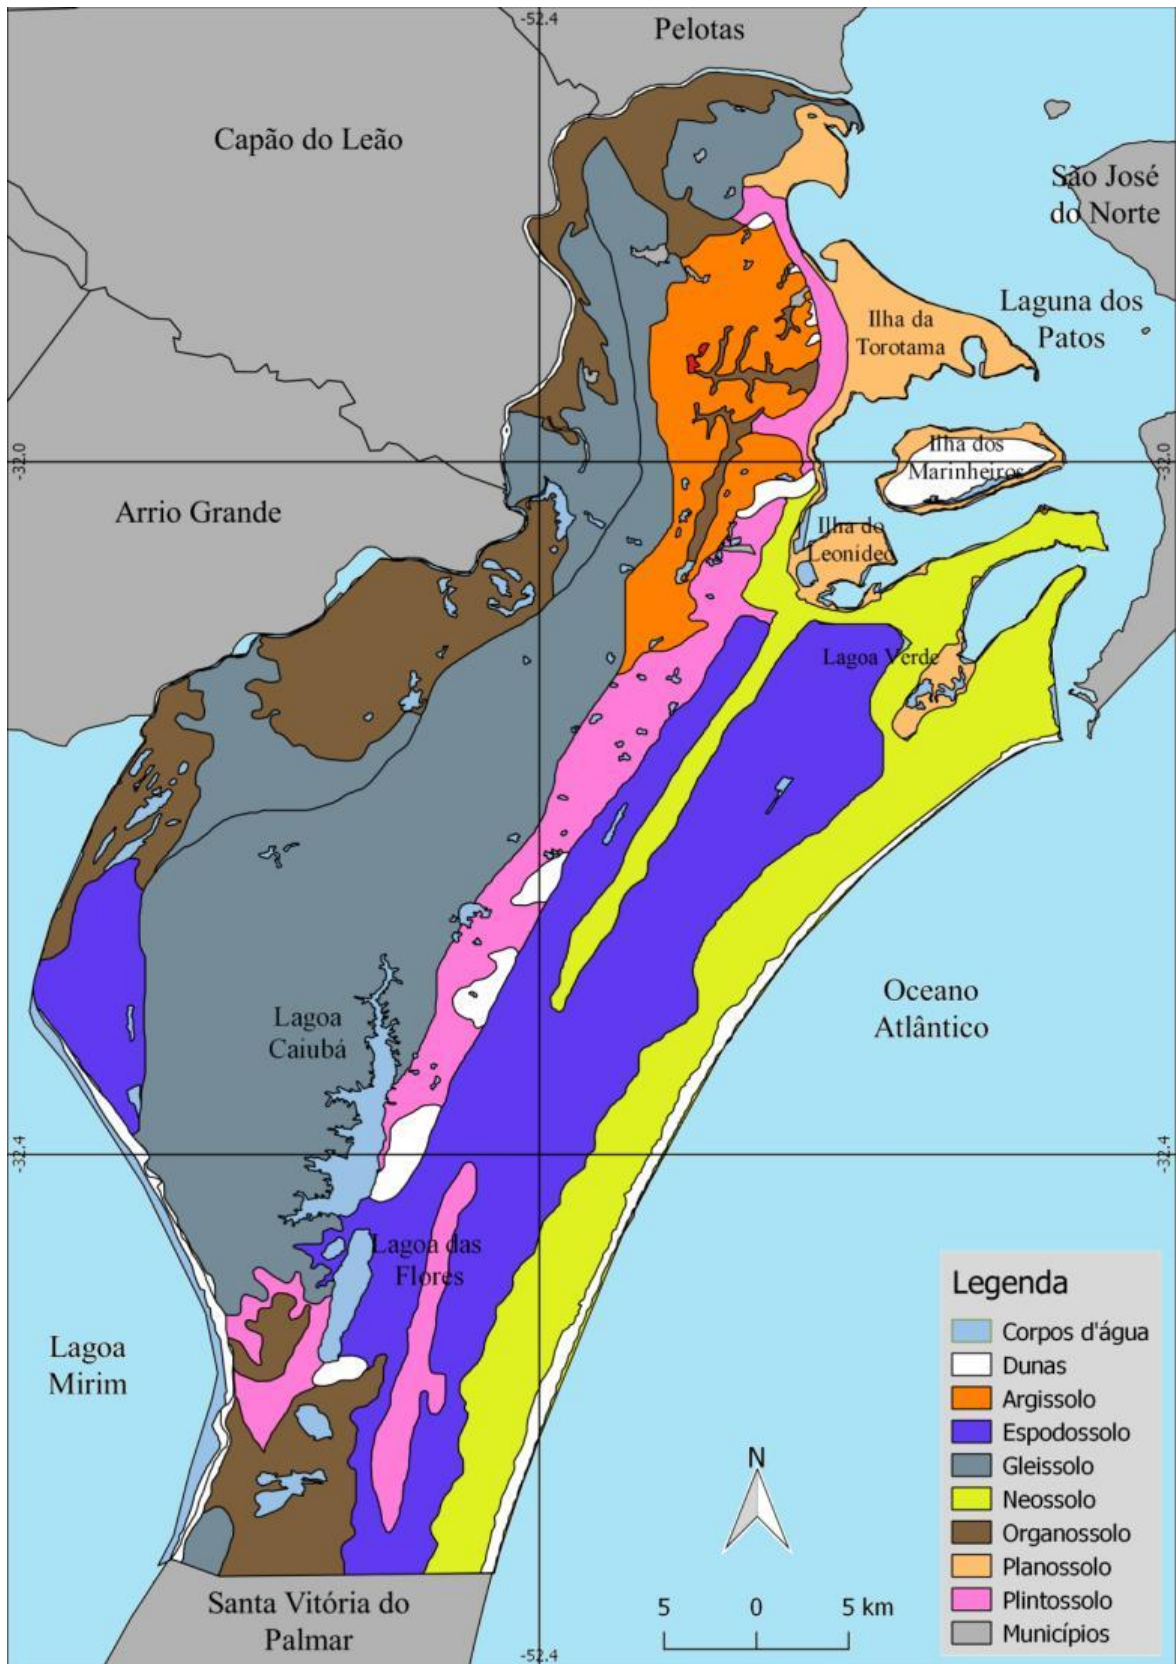 -52.4
Pelotas
Capão do Leão
São José
do Norte
Laguna dos
Patos
Ilha da
Torotama
Ilha dos
Marinheiros
-32.0
-32.0
Arrio Grande
Ilha do
Leonideo
Lagoa Verde
Oceano
Atlântico
Lagoa
Caiubá
-32.4
-32.4
Lagoa das
Flores
Lagoa
Mirim
Legenda
Corpos d'água
Dunas
Argissolo
Espodossolo
Gleissolo
Neossolo
Organossolo
Planossolo
Plintossolo
Municípios
N
5 0 5 km
Santa Vitória do
Palmar
-52.4